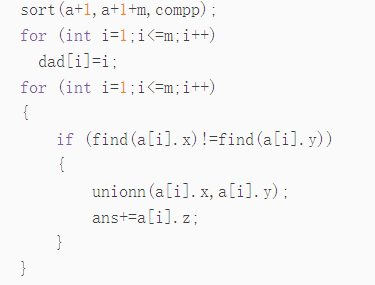 sort(a+1,a+1+m,compp);
for (int i=1;i<=m;i++)
  dad[i]=i;
for (int i=1;i<=m;i++)
{
    if (find(a[i].x)!=find(a[i].y))
    {
        unionn(a[i].x,a[i].y);
        ans+=a[i].z;
    }
}